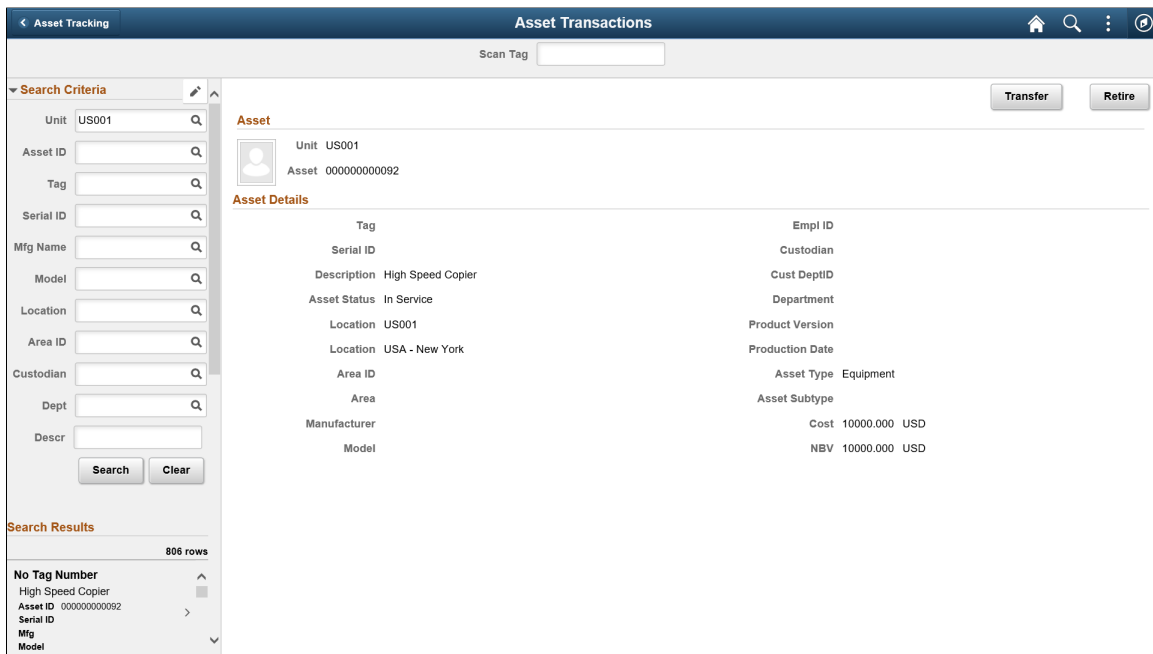 Asset Tracking
Asset Transactions
Scan Tag
Search Criteria
Unit US001
Asset ID
Tag
Serial ID
Mfg Name
Model
Location
Area ID
Custodian
Dept
Descr
Search Clear
Search Results
806 rows
No Tag Number
High Speed Copier
Asset ID 000000000092
Serial ID
Mfg
Model
Transfer Retire
Asset
Unit US001
Asset 000000000092
Asset Details
Tag
Serial ID
Description High Speed Copier
Asset Status In Service
Location US001
Location USA - New York
Area ID
Area
Manufacturer
Model
Empl ID
Custodian
Cust DeptID
Department
Product Version
Production Date
Asset Type Equipment
Asset Subtype
Cost 10000.000 USD
NBV 10000.000 USD